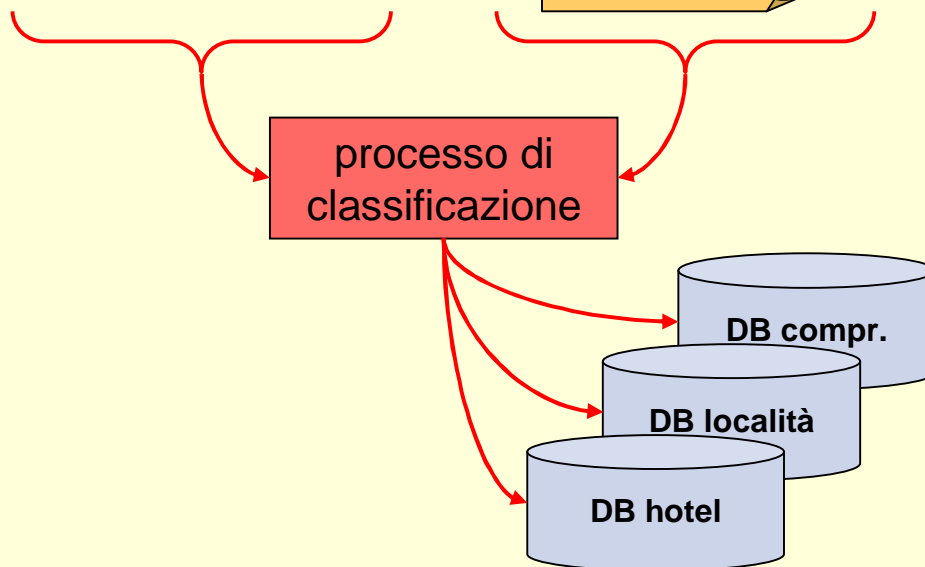 processo di
classificazione
DB compr.
DB località
DB hotel